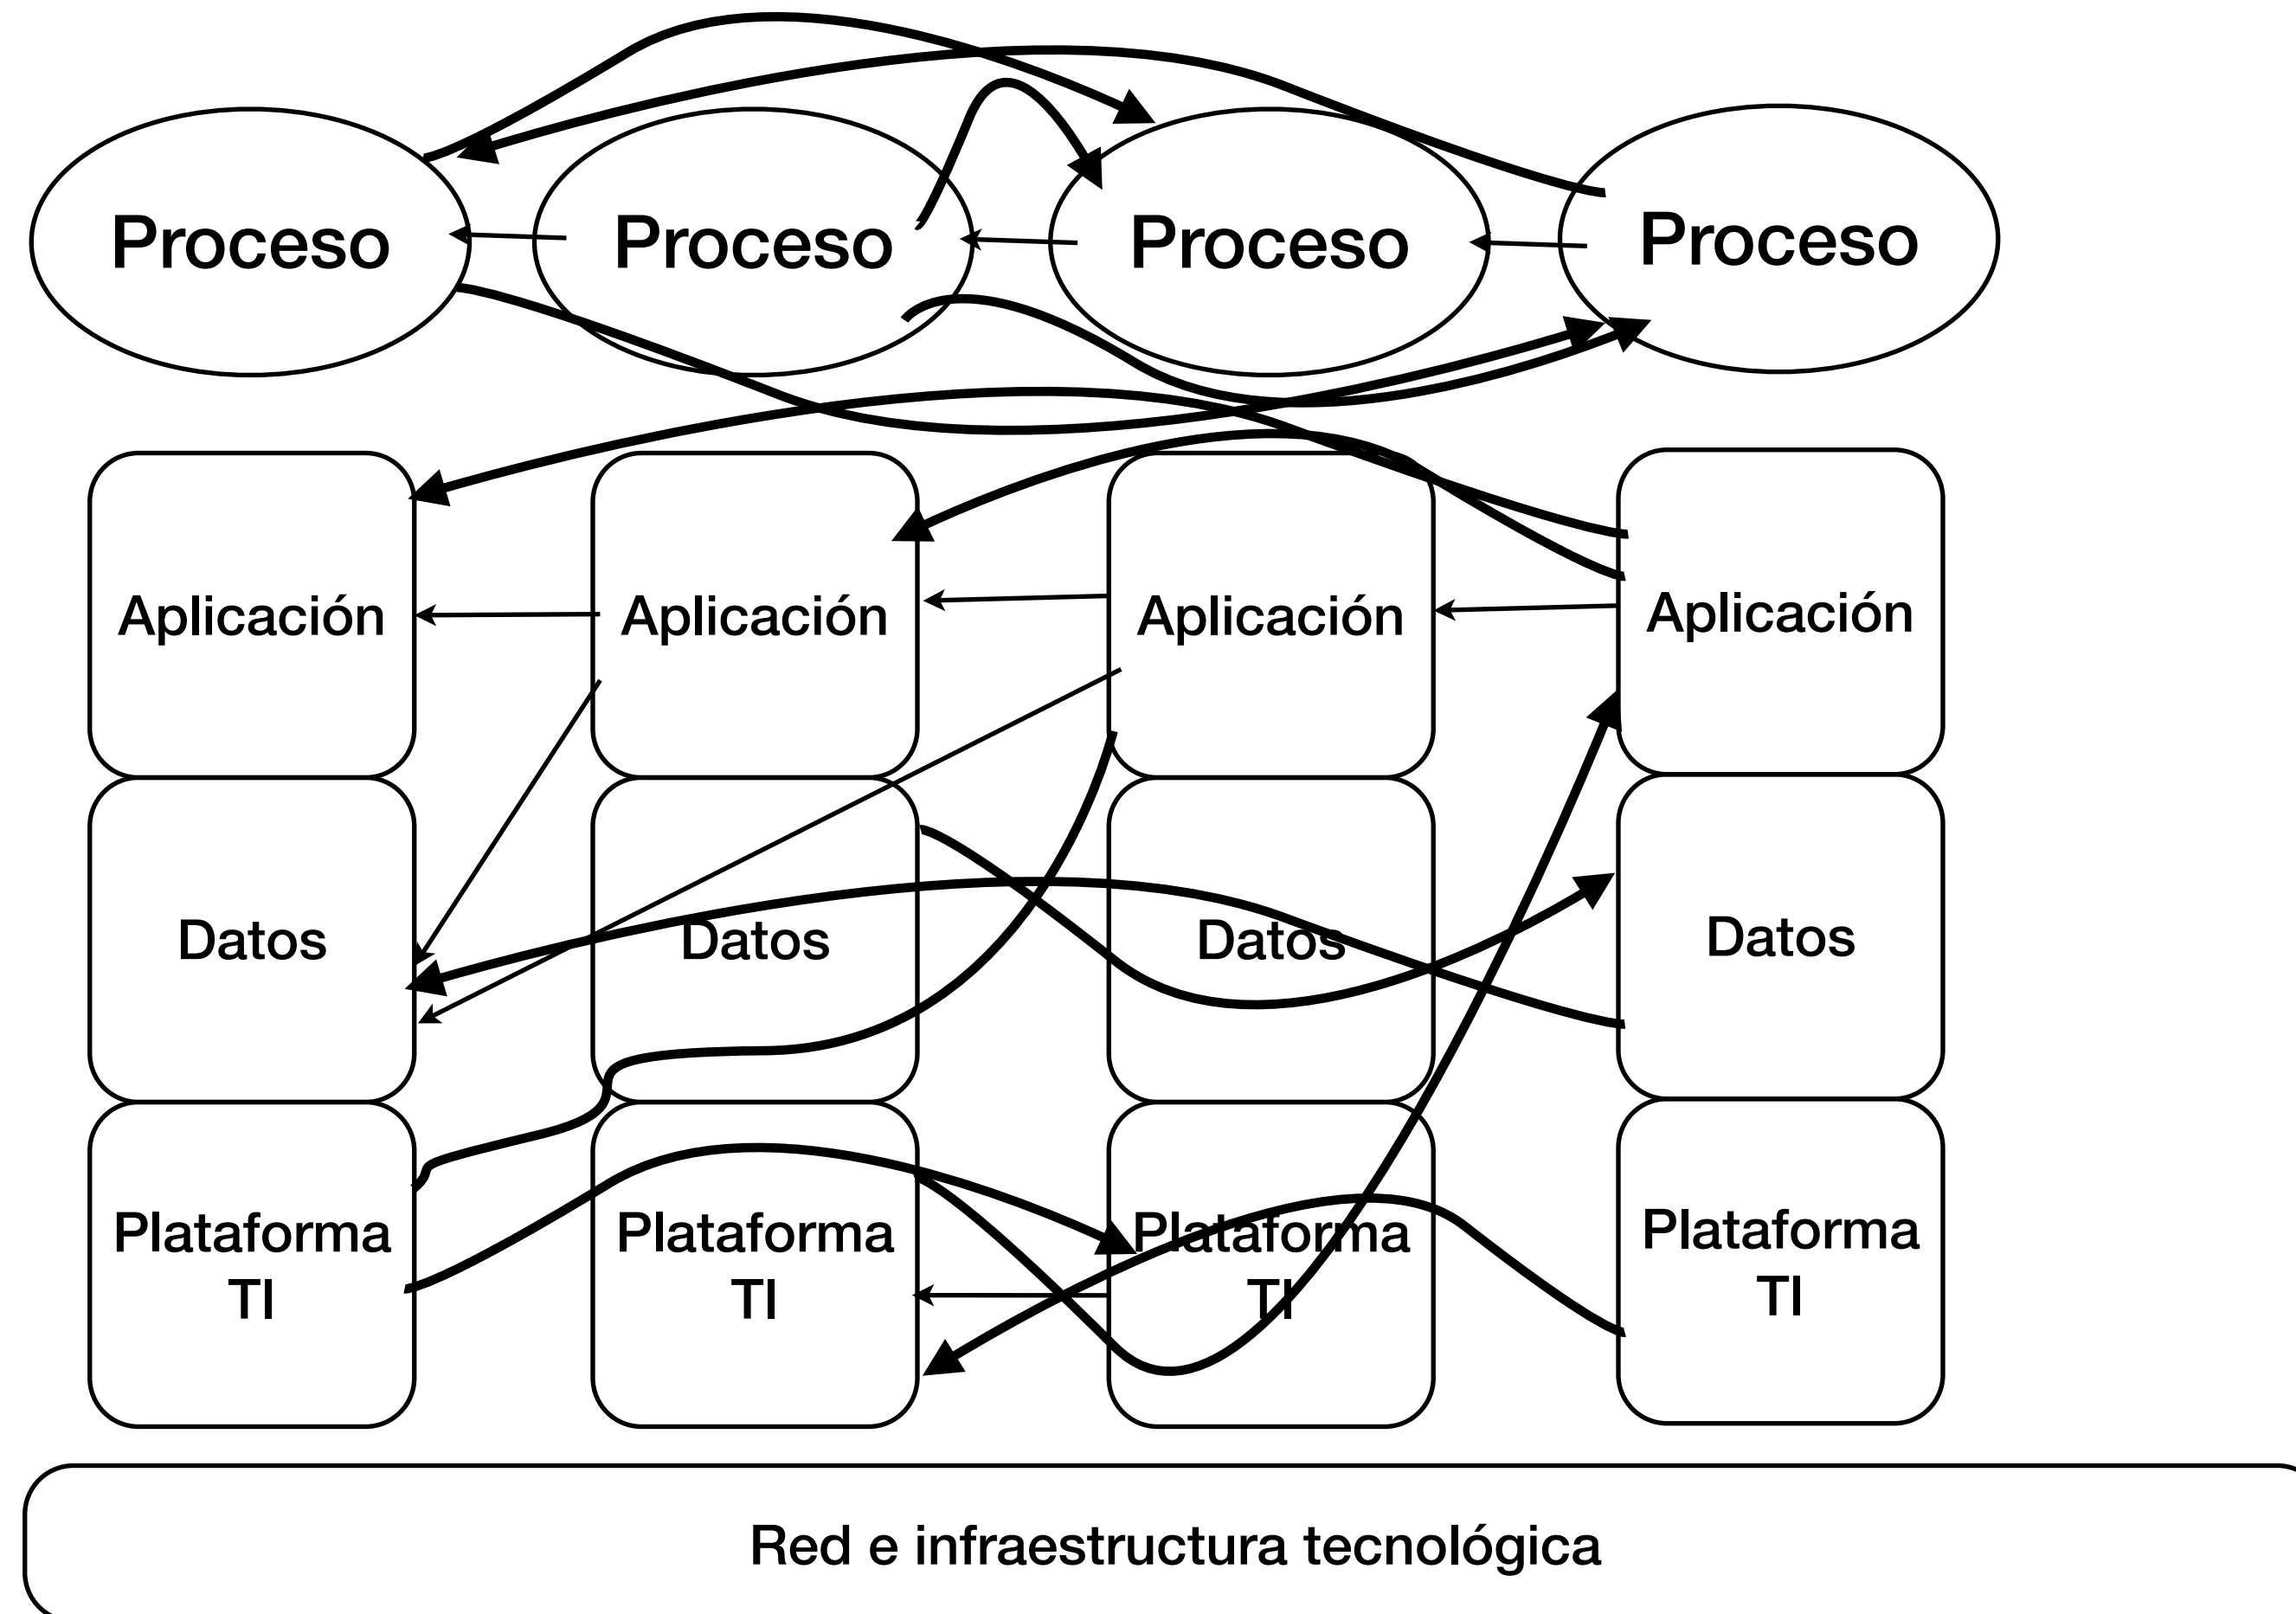 Proceso Proceso Proceso Proceso
Aplicación Aplicación Aplicación Aplicación
Datos Datos Datos Datos
Plataforma Plataforma Plataforma Plataforma
TI TI TI TI
Red e infraestructura tecnológica